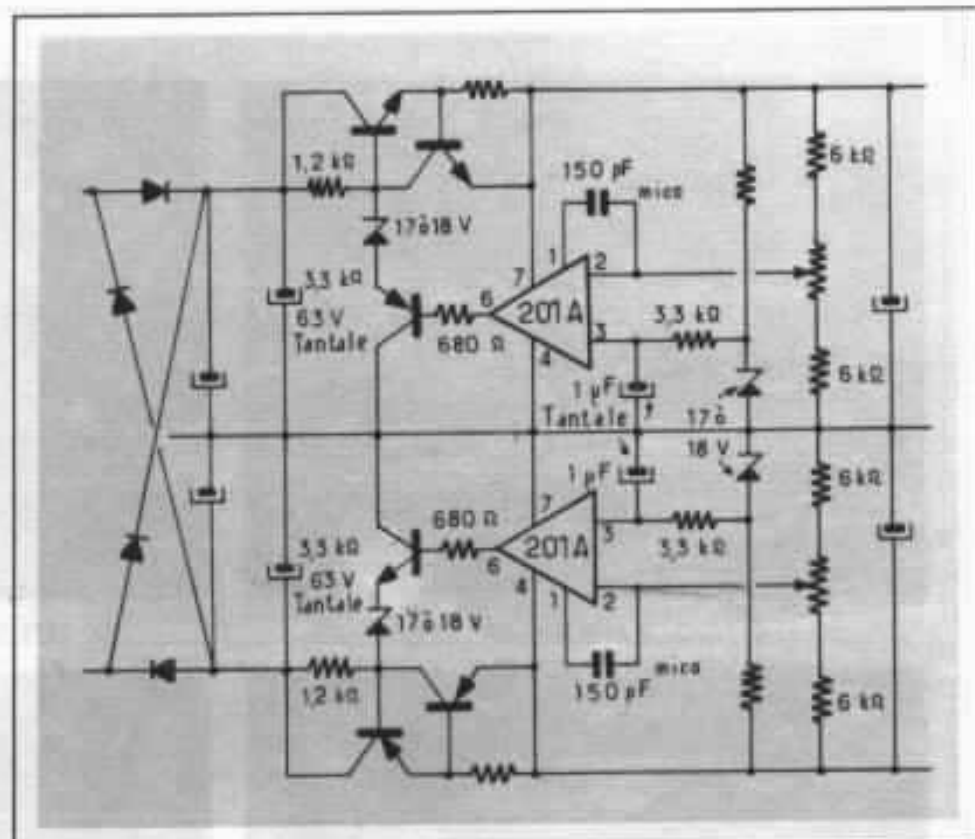 6 kΩ
1,2 kΩ
150 pF
mica
17 à 18 V
1
2
7
3,3 kΩ
63 V
Tantale
6
201A
680 Ω
3
3,3 kΩ
4
6 kΩ
1 µF
Tantale
17 à
18 V
1 µF
6 kΩ
7
680 Ω
201A
3
3,3 kΩ
3,3 kΩ
63 V
Tantale
6
4
1
2
17 à 18 V
1,2 kΩ
150 pF
mica
6 kΩ